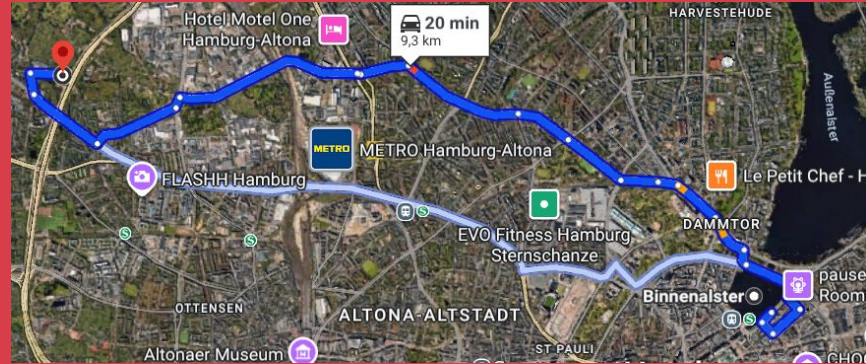 HARVESTEHUDE
Hotel Motel One
Hamburg-Altona
20 min
9,3 km
Außenalster
METRO
METRO Hamburg-Altona
FLASHH Hamburg
Le Petit Chef - H
S
EVO Fitness Hamburg
Sternschanze
DAMMTOR
S
S
pause
Room
Binnenalster
OTTENSEN
ALTONA-ALTSTADT
S
ST PAULI
Altonaer Museum
CHO